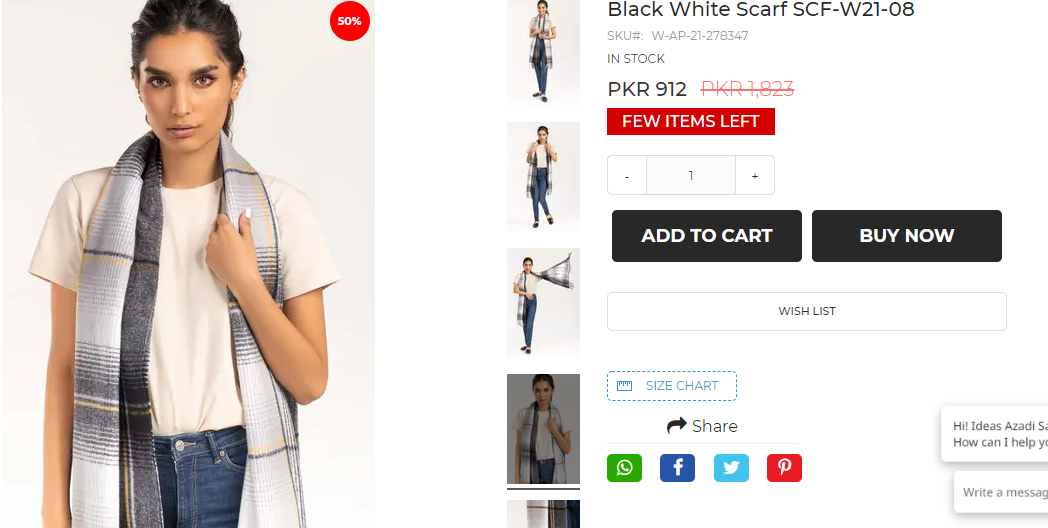 50%
Black White Scarf SCF-W21-08
SKU#: W-AP-21-278347
IN STOCK
PKR 912 PKR 1,823
FEW ITEMS LEFT
- 1 +
ADD TO CART BUY NOW
WISH LIST
SIZE CHART
Share
Hi! Ideas Azadi Sa
How can I help yo
Write a messag